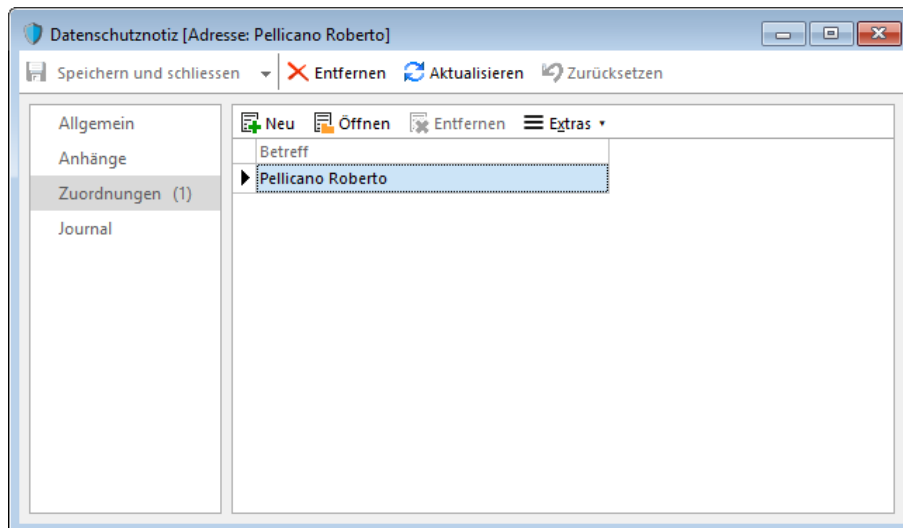 Datenschutznotiz [Adresse: Pellicano Roberto]
Speichern und schliessen Entfernen Aktualisieren Zurücksetzen
Allgemein
Anhänge
Zuordnungen (1)
Journal
Neu Öffnen Entfernen Extras
Betreff
Pellicano Roberto